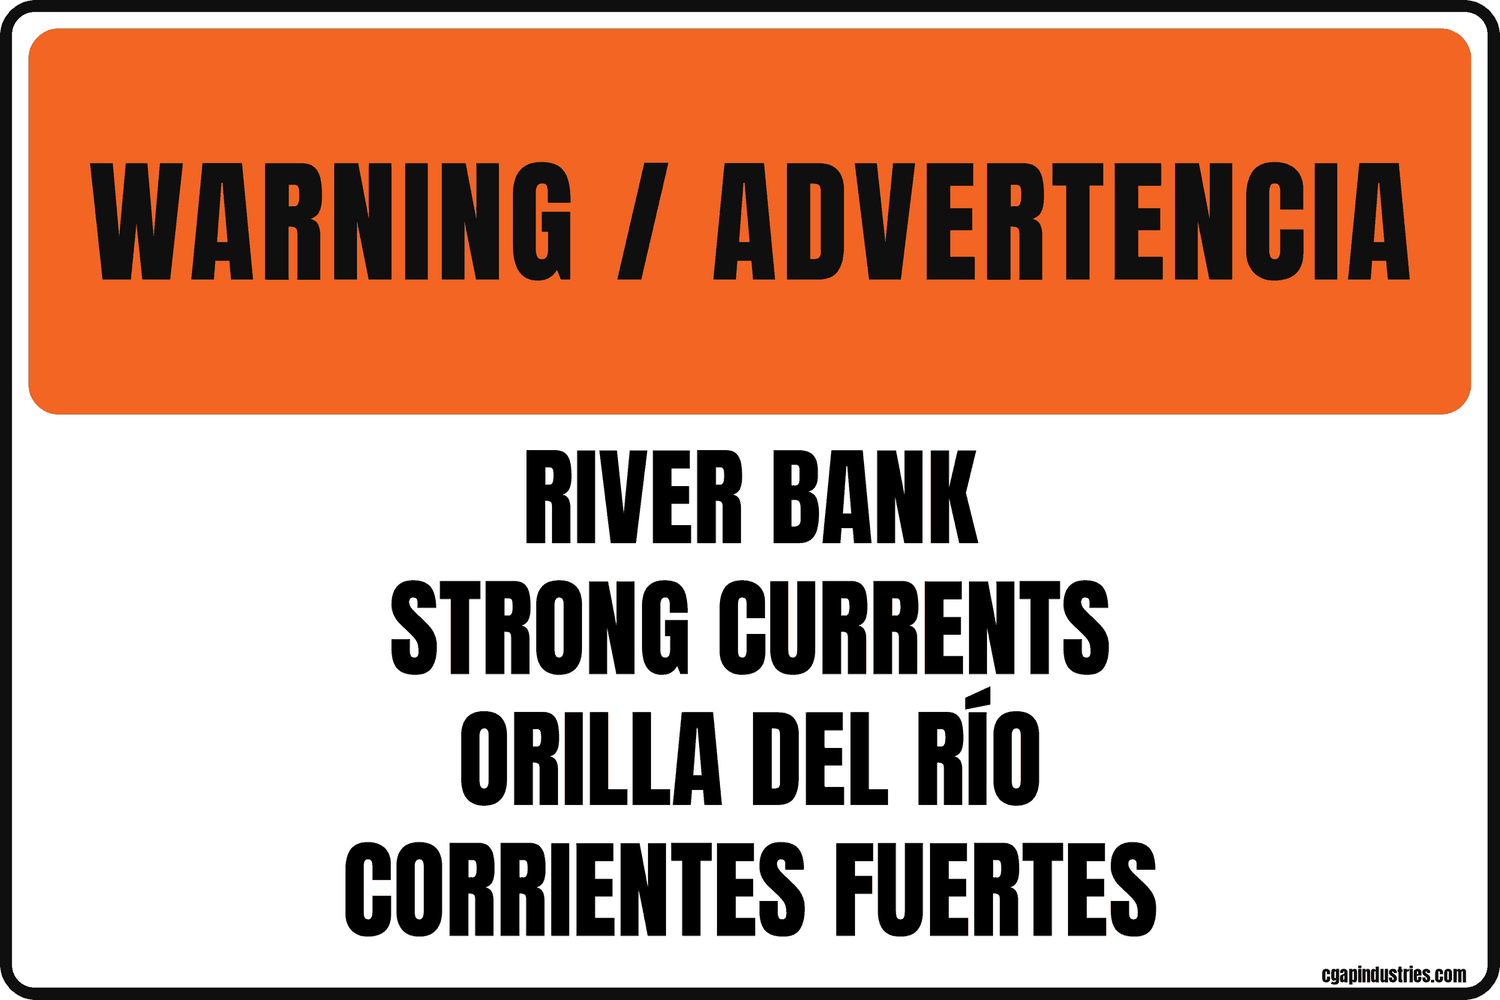 WARNING / ADVERTENCIA
RIVER BANK
STRONG CURRENTS
ORILLA DEL RÍO
CORRIENTES FUERTES
cgapindustries.com